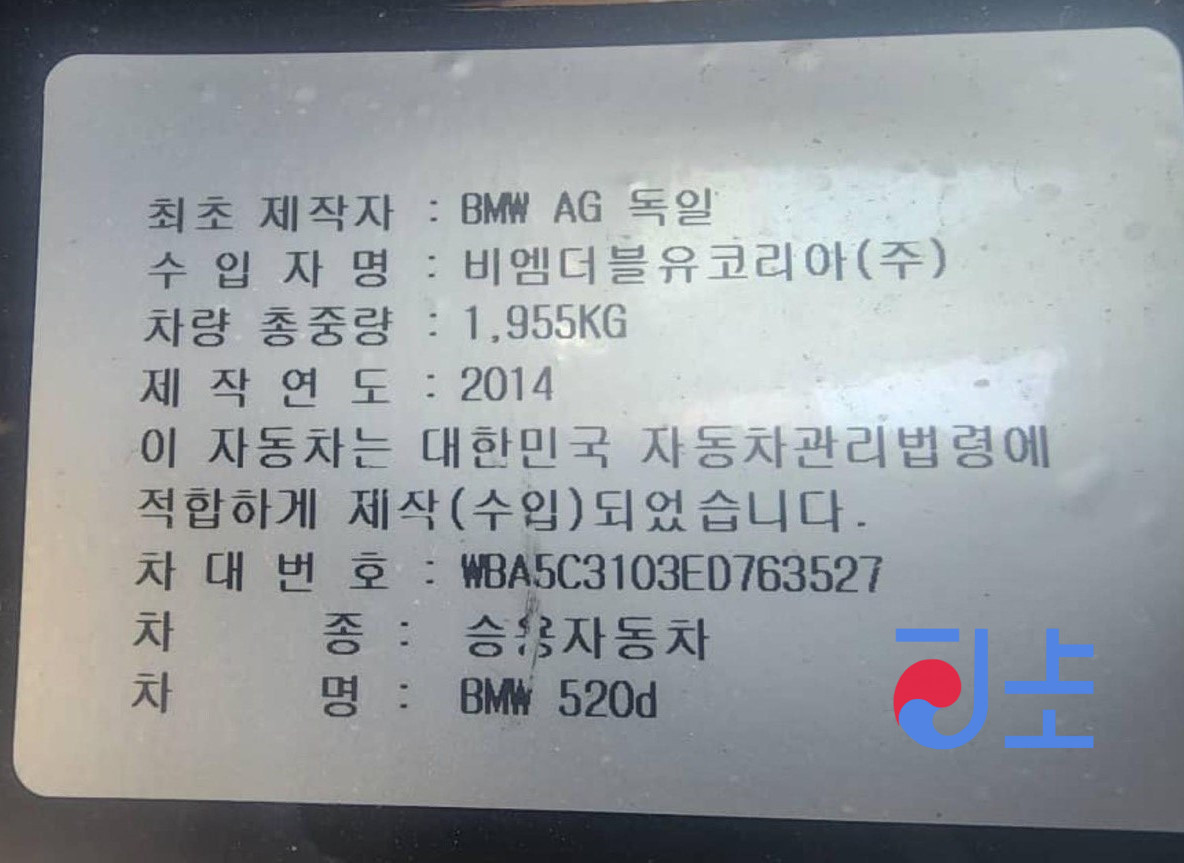 최초 제작자 : BMW AG 독일
수 입 자 명 : 비엠더블유코리아(주)
차량 총중량 : 1,955KG
제 작 연 도 : 2014
이 자동차는 대한민국 자동차관리법령에
적합하게 제작(수입)되었습니다.
차 대 번 호 : WBA5C3103ED763527
차 종 : 승용자동차
차 명 : BMW 520d